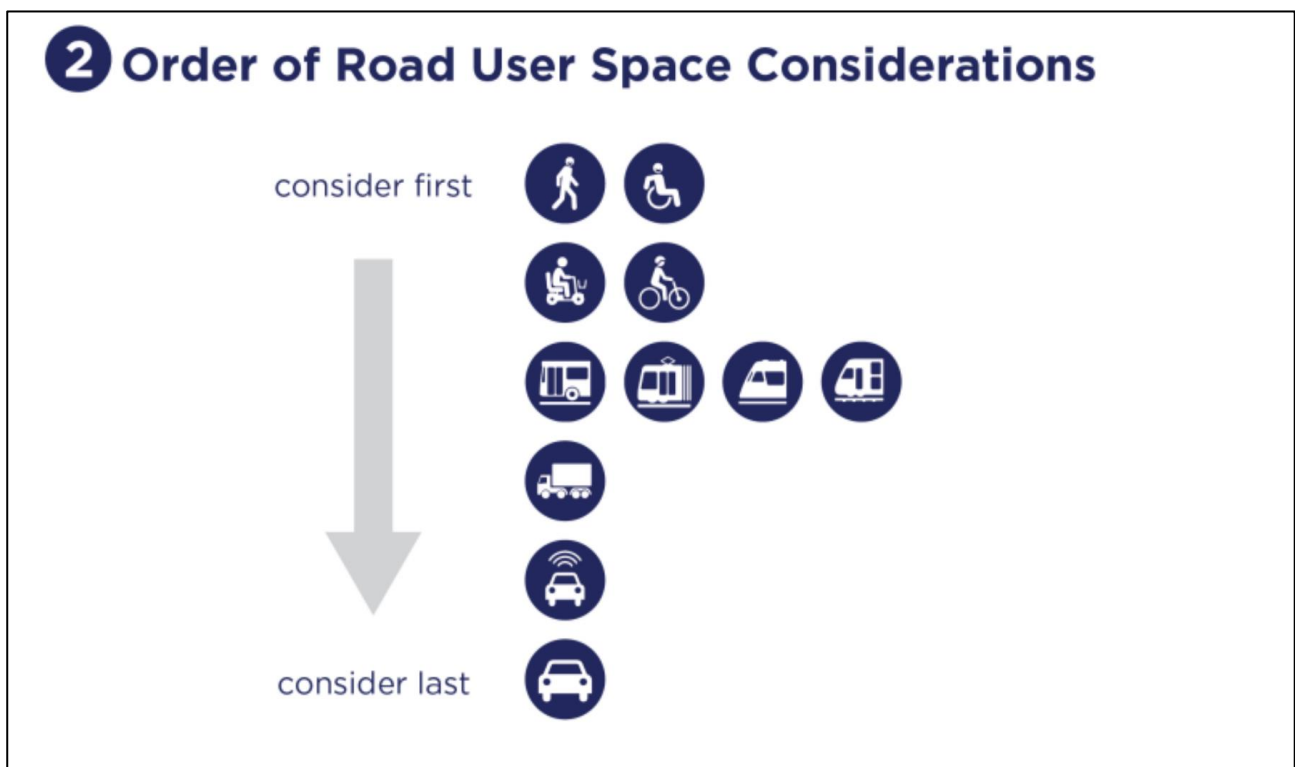 2 Order of Road User Space Considerations
consider first
consider last